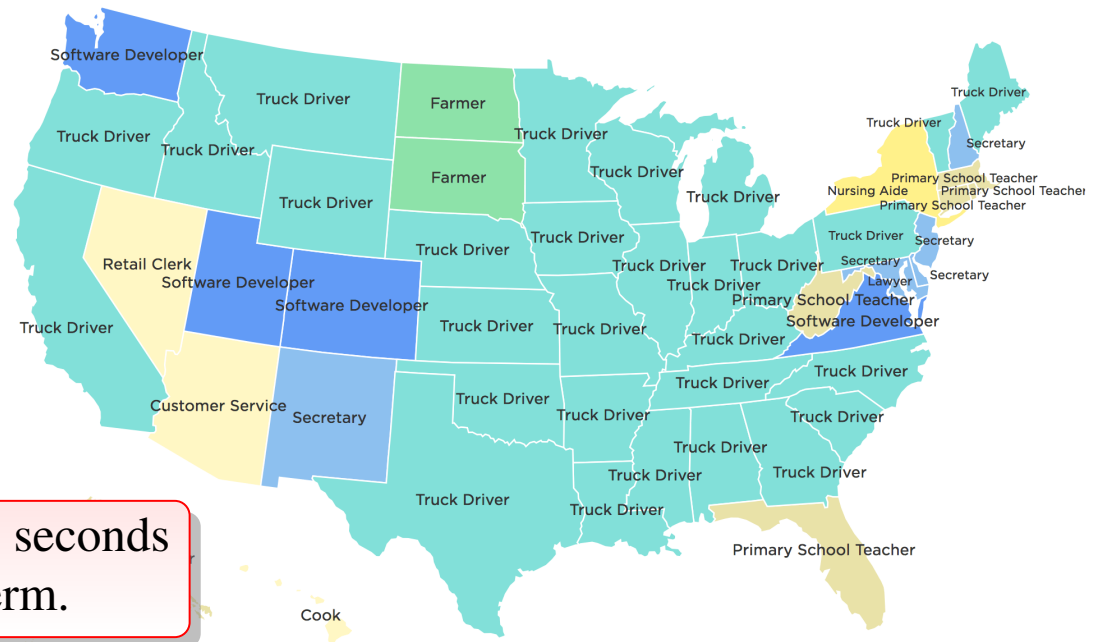 Software Developer
Truck Driver
Farmer
Truck Driver
Truck Driver
Truck Driver
Truck Driver
Secretary
Truck Driver
Truck Driver
Truck Driver
Farmer
Primary School Teacher
Nursing Aide
Primary School Teacher
Truck Driver
Primary School Teacher
Truck Driver
Truck Driver
Truck Driver
Truck Driver
Secretary
Retail Clerk
Truck Driver
Truck Driver
Secretary
Software Developer
Truck Driver
Lawyer
Secretary
Software Developer
Primary School Teacher
Truck Driver
Truck Driver
Truck Driver
Software Developer
Truck Driver
Truck Driver
Truck Driver
Customer Service
Secretary
Truck Driver
Truck Driver
Truck Driver
Truck Driver
Truck Driver
Truck Driver
Truck Driver
Truck Driver
seconds
Primary School Teacher
erm.
Cook